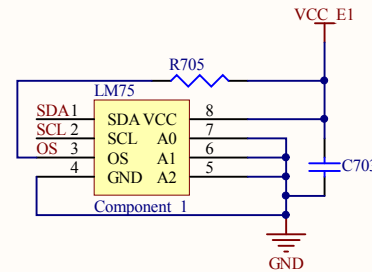 VCC_E1
R705
LM75
SDA 1 SDA VCC 8
SCL 2 SCL A0 7
OS 3 OS A1 6
4 GND A2 5
C703
Component_1
GND